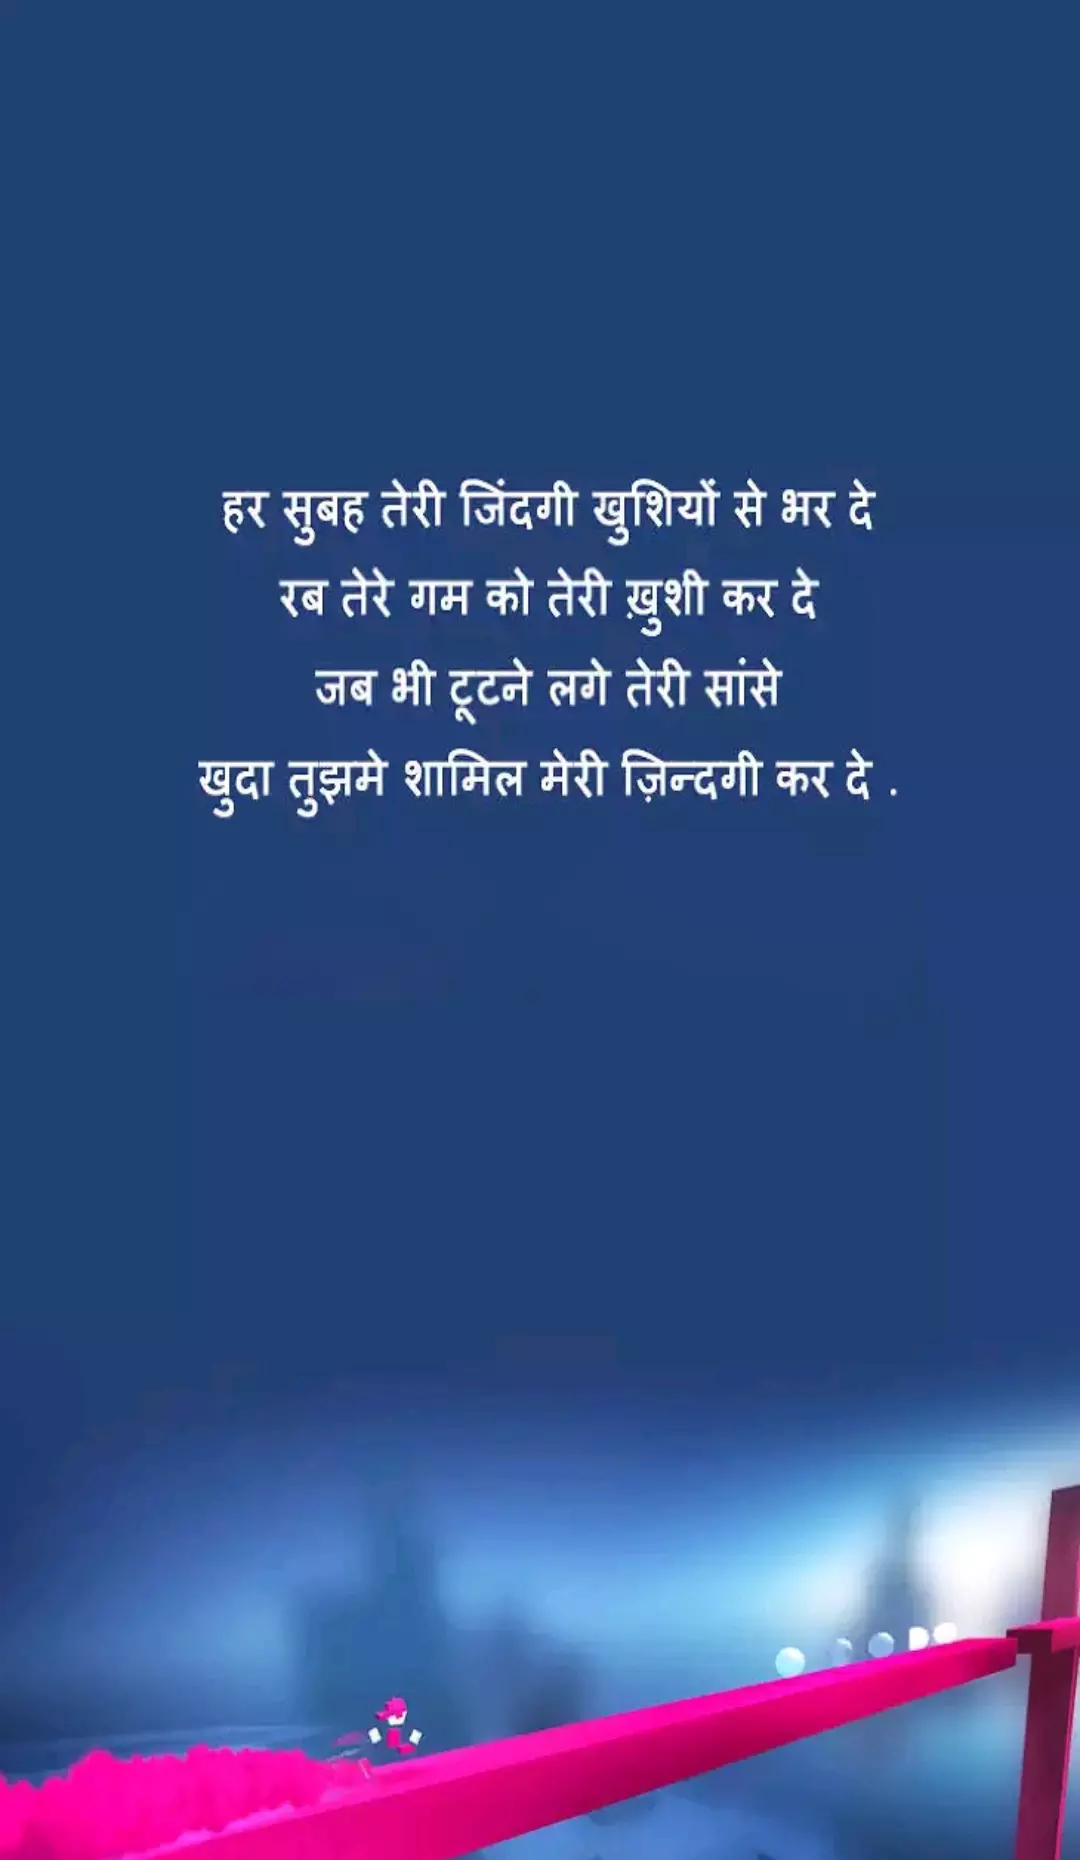 हर सुबह तेरी जिंदगी खुशियों से भर दे
रब तेरे गम को तेरी ख़ुशी कर दे
जब भी टूटने लगे तेरी सांसे
खुदा तुझमे शामिल मेरी ज़िन्दगी कर दे .